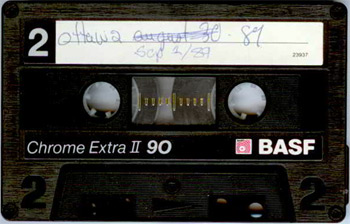 2 ottawa august 30 · 89
Sep 1/89
23937
Chrome Extra II 90 BASF
2 2